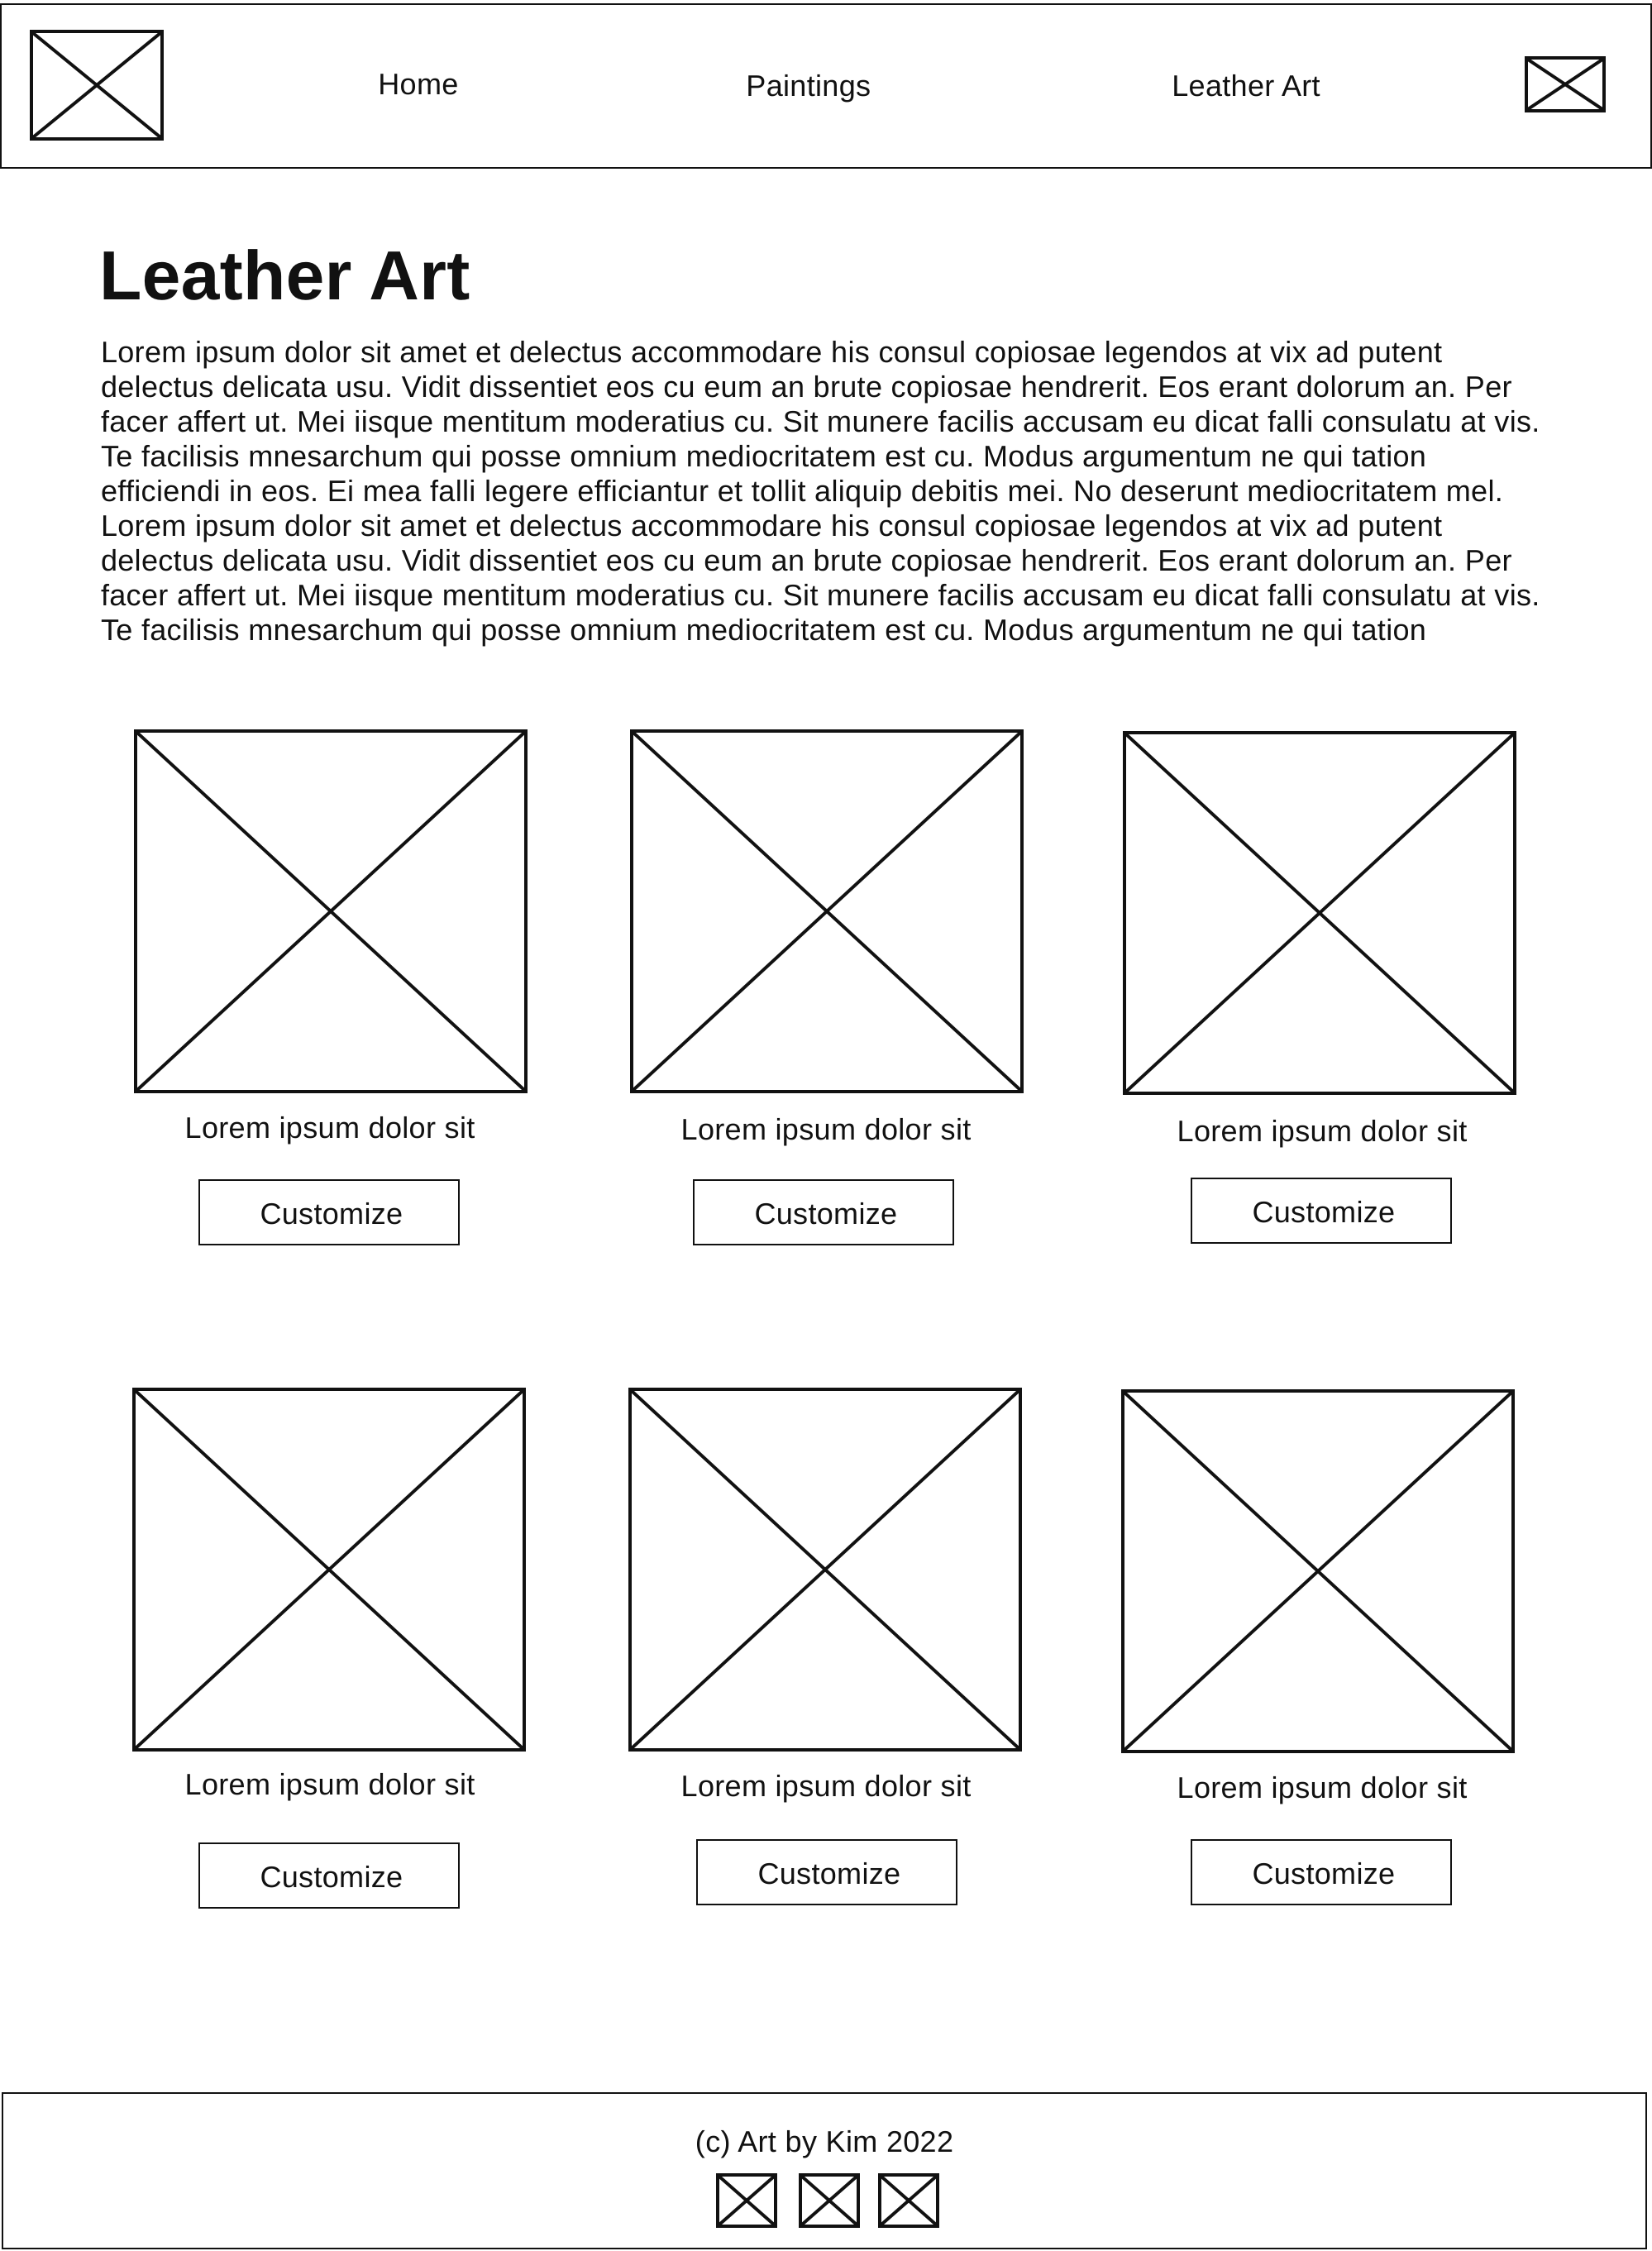 Home
Paintings
Leather Art
Leather Art
Lorem ipsum dolor sit amet et delectus accommodare his consul copiosae legendos at vix ad putent
delectus delicata usu. Vidit dissentiet eos cu eum an brute copiosae hendrerit. Eos erant dolorum an. Per
facer affert ut. Mei iisque mentitum moderatius cu. Sit munere facilis accusam eu dicat falli consulatu at vis.
Te facilisis mnesarchum qui posse omnium mediocritatem est cu. Modus argumentum ne qui tation
efficiendi in eos. Ei mea falli legere efficiantur et tollit aliquip debitis mei. No deserunt mediocritatem mel.
Lorem ipsum dolor sit amet et delectus accommodare his consul copiosae legendos at vix ad putent
delectus delicata usu. Vidit dissentiet eos cu eum an brute copiosae hendrerit. Eos erant dolorum an. Per
facer affert ut. Mei iisque mentitum moderatius cu. Sit munere facilis accusam eu dicat falli consulatu at vis.
Te facilisis mnesarchum qui posse omnium mediocritatem est cu. Modus argumentum ne qui tation
Lorem ipsum dolor sit
Lorem ipsum dolor sit
Lorem ipsum dolor sit
Customize
Customize
Customize
Lorem ipsum dolor sit
Lorem ipsum dolor sit
Lorem ipsum dolor sit
Customize
Customize
Customize
(c) Art by Kim 2022